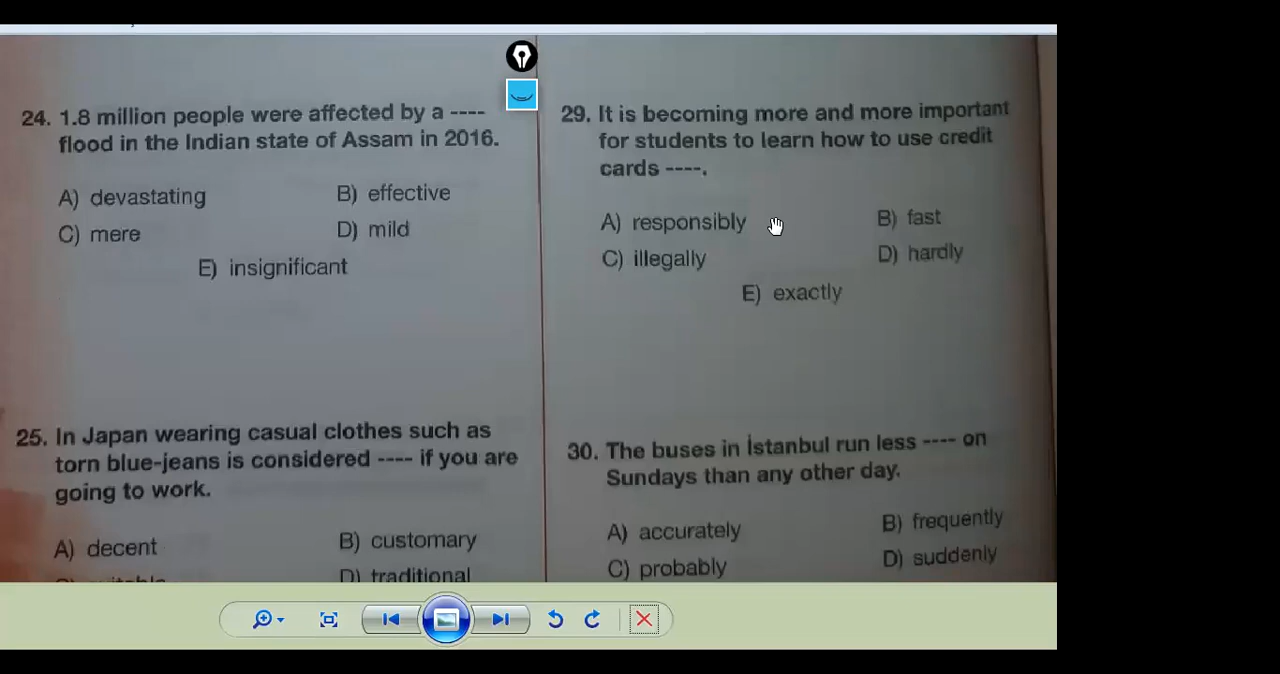 24. 1.8 million people were affected by a ----
flood in the Indian state of Assam in 2016.
A) devastating
B) effective
C) mere
D) mild
E) insignificant
25. In Japan wearing casual clothes such as
torn blue-jeans is considered ---- if you are
going to work.
A) decent
B) customary
D) traditional
29. It is becoming more and more important
for students to learn how to use credit
cards ----.
A) responsibly
B) fast
C) illegally
D) hardly
E) exactly
30. The buses in İstanbul run less ---- on
Sundays than any other day.
A) accurately
B) frequently
C) probably
D) suddenly